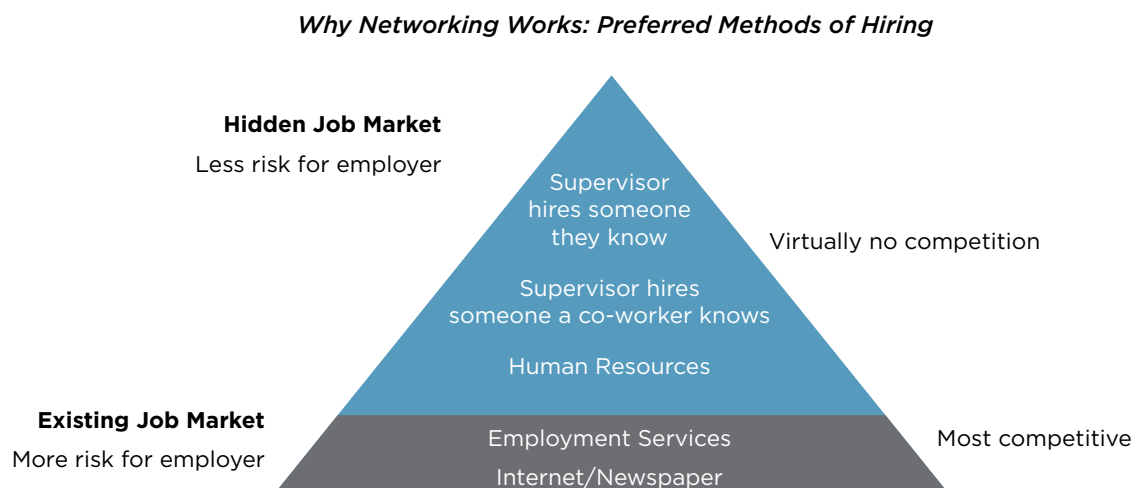 Why Networking Works: Preferred Methods of Hiring
Hidden Job Market
Less risk for employer
Supervisor
hires someone
they know
Virtually no competition
Supervisor hires
someone a co-worker knows
Human Resources
Existing Job Market
More risk for employer
Employment Services
Internet/Newspaper
Most competitive